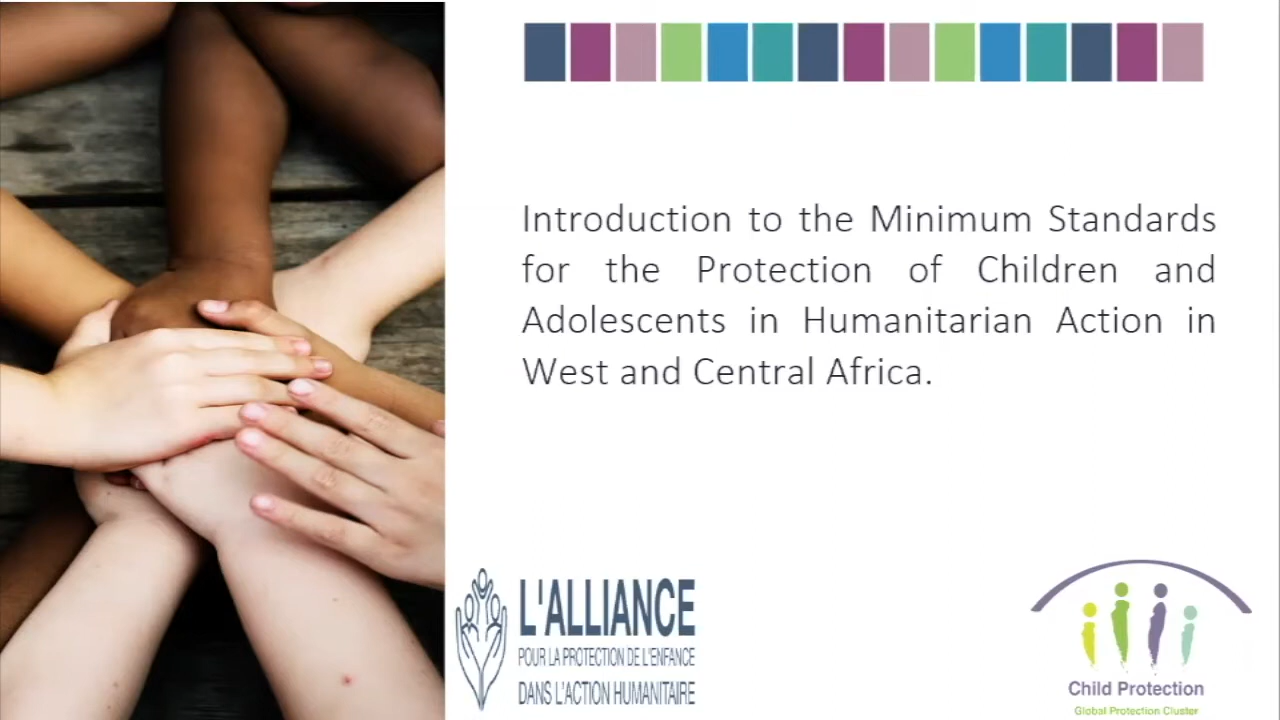 Introduction to the Minimum Standards
for the Protection of Children and
Adolescents in Humanitarian Action in
West and Central Africa.
L'ALLIANCE
POUR LA PROTECTION DE L'ENFANCE
DANS L'ACTION HUMANITAIRE
Child Protection
Global Protection Cluster